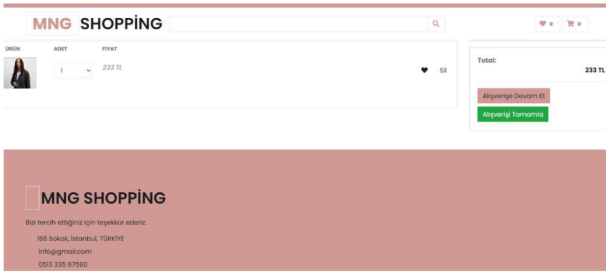 MNG SHOPPİNG
0
0
ÜRÜN ADET FİYAT
1
233 TL
Sil
Total:
233 TL
Alışverişe Devam Et
Alışverişi Tamamla
MNG SHOPPİNG
Bizi tercih ettiğiniz için teşekkür ederiz.
168 Sokak, İstanbul, TÜRKİYE
info@gmail.com
0513 335 67580